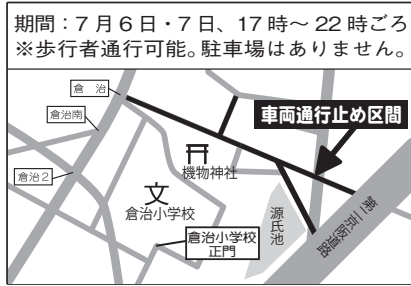 期間：7月6日・7日、17時～22時ごろ
※歩行者通行可能。駐車場はありません。
倉　治
倉治南
車両通行止め区間
機物神社
倉治2
文
倉治小学校
源氏池
第二京阪道路
倉治小学校
正門